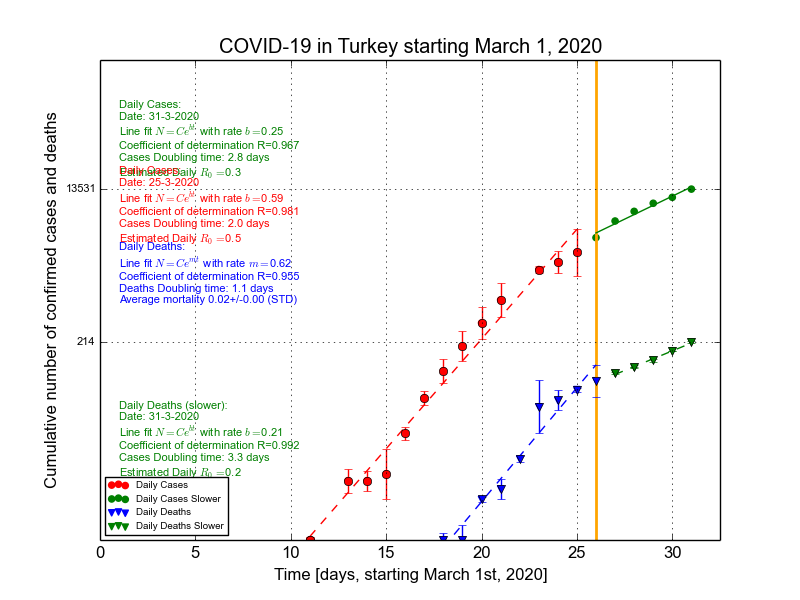 COVID-19 in Turkey starting March 1, 2020
Cumulative number of confirmed cases and deaths
13531
214
Daily Cases:
Date: 31-3-2020
Line fit N = Ce^{bt}: with rate b = 0.25
Coefficient of determination R=0.967
Cases Doubling time: 2.8 days
Estimated Daily R_0 = 0.3
Daily Cases:
Date: 25-3-2020
Line fit N = Ce^{bt}: with rate b = 0.59
Coefficient of determination R=0.981
Cases Doubling time: 2.0 days
Estimated Daily R_0 = 0.5
Daily Deaths:
Line fit N = Ce^{mt}: with rate m = 0.62
Coefficient of determination R=0.955
Deaths Doubling time: 1.1 days
Average mortality 0.02+/-0.00 (STD)
Daily Deaths (slower):
Date: 31-3-2020
Line fit N = Ce^{bt}: with rate b = 0.21
Coefficient of determination R=0.992
Cases Doubling time: 3.3 days
Estimated Daily R_0 = 0.2
Daily Cases
Daily Cases Slower
Daily Deaths
Daily Deaths Slower
0 5 10 15 20 25 30
Time [days, starting March 1st, 2020]